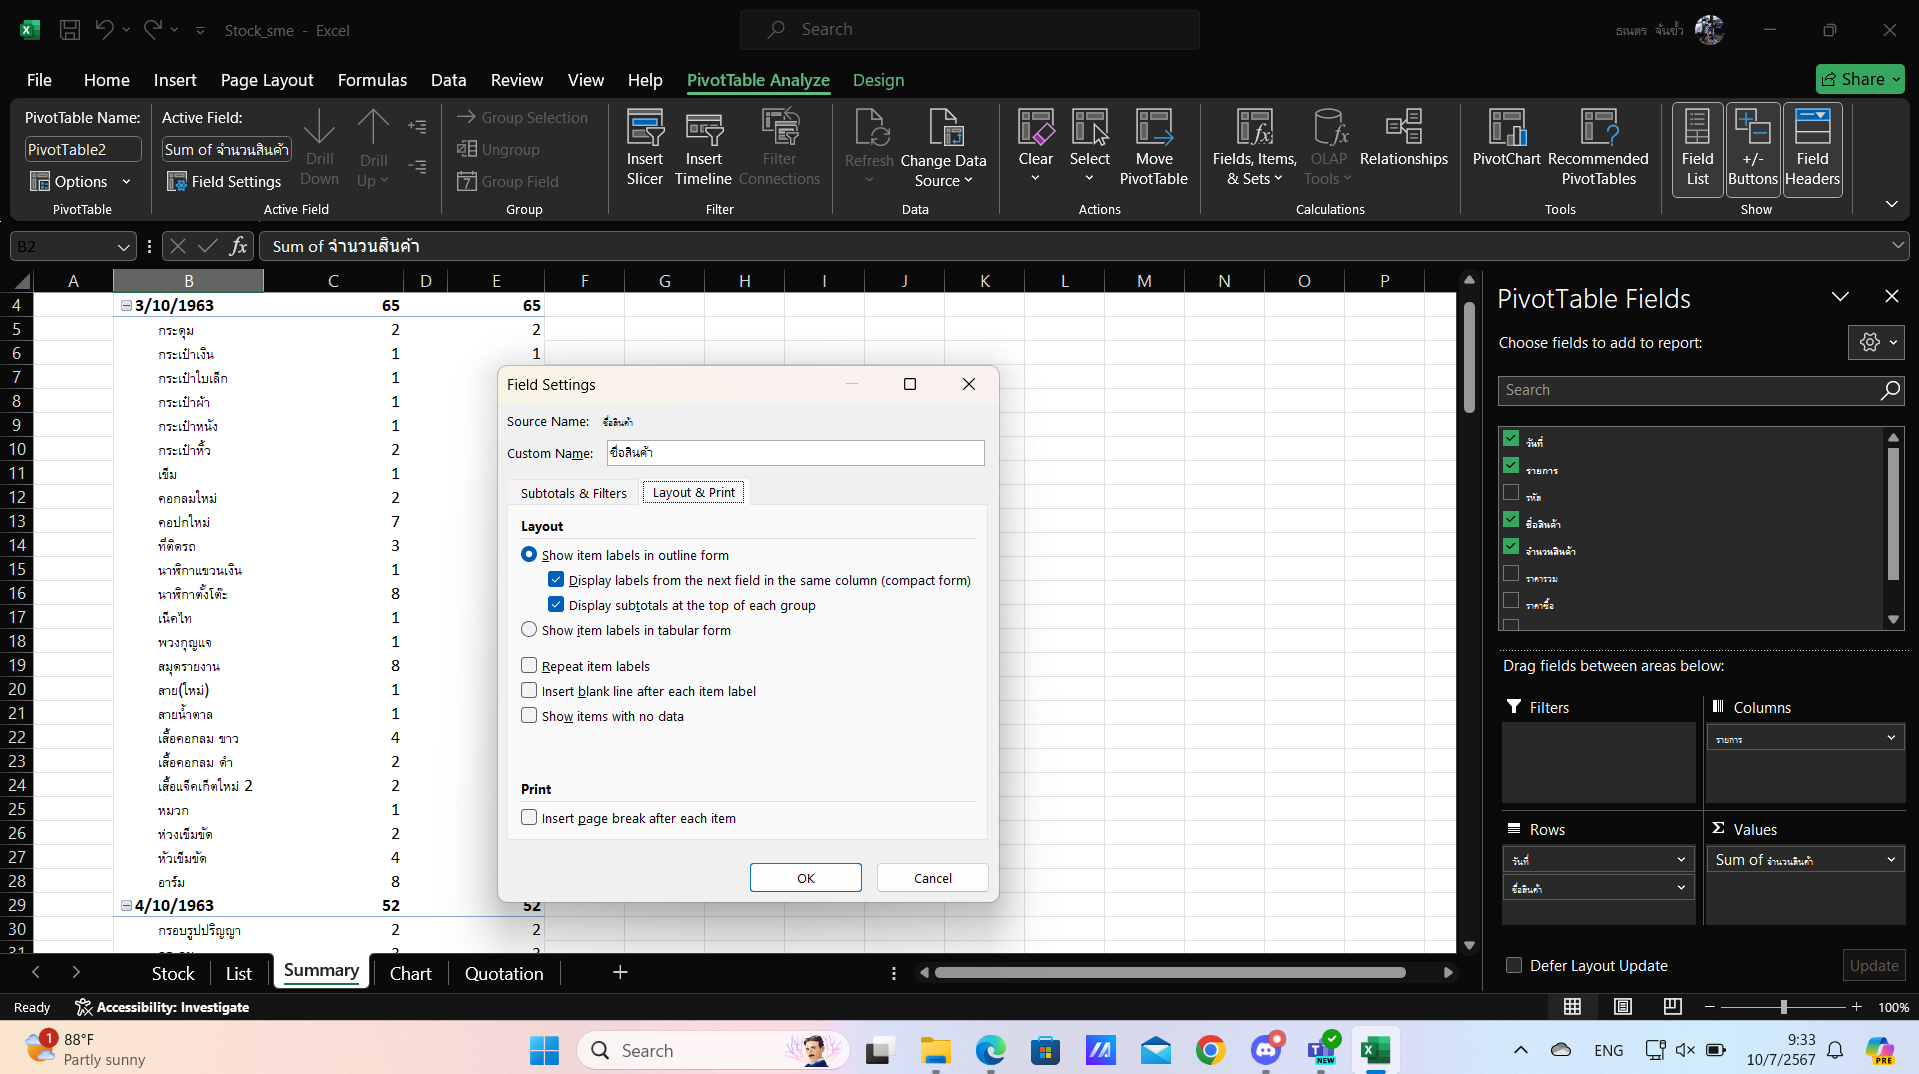 Stock_sme - Excel
Search
ธเนตร จั่นขั้ว
File Home Insert Page Layout Formulas Data Review View Help PivotTable Analyze Design
Share
PivotTable Name:
PivotTable2
Options
PivotTable
Active Field:
Sum of จำนวนสินค้า
Field Settings
Drill Down
Drill Up
Active Field
Group Selection
Ungroup
Group Field
Group
Insert Slicer
Insert Timeline
Filter Connections
Filter
Refresh
Change Data Source
Data
Clear
Select
Move PivotTable
Actions
Fields, Items, & Sets
OLAP Tools
Relationships
Calculations
PivotChart
Recommended PivotTables
Tools
Field List
+/- Buttons
Field Headers
Show
B2
fx
Sum of จำนวนสินค้า
A B C D E F G H I J K L M N O P
4 3/10/1963 65 65
5 กระดุม 2 2
6 กระเป๋าเงิน 1 1
7 กระเป๋าใบเล็ก 1
8 กระเป๋าผ้า 1
9 กระเป๋าหนัง 1
10 กระเป๋าหิ้ว 2
11 เข็ม 1
12 คอกลมใหม่ 2
13 คอปกใหม่ 7
14 ที่ติดรถ 3
15 นาฬิกาแขวนเงิน 1
16 นาฬิกาตั้งโต๊ะ 8
17 เน็คไท 1
18 พวงกุญแจ 1
19 สมุดรายงาน 8
20 สาย(ใหม่) 1
21 สายน้ำตาล 1
22 เสื้อคอกลม ขาว 4
23 เสื้อคอกลม ดำ 2
24 เสื้อแจ็คเก็ตใหม่ 2 2
25 หมวก 1
26 ห่วงเข็มขัด 2
27 หัวเข็มขัด 4
28 อาร์ม 8
29 4/10/1963 52 52
30 กรอบรูปปริญญา 2 2
31
Field Settings
Source Name: ชื่อสินค้า
Custom Name: ชื่อสินค้า
Subtotals & Filters
Layout & Print
Layout
Show item labels in outline form
Display labels from the next field in the same column (compact form)
Display subtotals at the top of each group
Show item labels in tabular form
Repeat item labels
Insert blank line after each item label
Show items with no data
Print
Insert page break after each item
OK
Cancel
PivotTable Fields
Choose fields to add to report:
Search
วันที่
รายการ
รหัส
ชื่อสินค้า
จำนวนสินค้า
ราคารวม
ราคาซื้อ
Drag fields between areas below:
Filters
Columns
รายการ
Rows
วันที่
ชื่อสินค้า
Σ Values
Sum of จำนวนสินค้า
Defer Layout Update
Update
Stock List Summary Chart Quotation +
Ready
Accessibility: Investigate
100%
1
88°F
Partly sunny
Search
NEW
ENG
9:33
10/7/2567
PRE